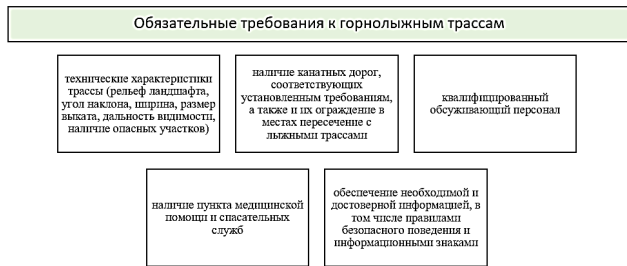 Обязательные требования к горнолыжным трассам
технические характеристики
трассы (рельеф ландшафта,
угол наклона, ширина, размер
выката, дальность видимости,
наличие опасных участков)
наличие канатных дорог,
соответствующих
установленным требованиям,
а также и их ограждение в
местах пересечение с
лыжными трассами
квалифицированный
обсуживающий персонал
наличие пункта медицинской
помощи и спасательных
служб
обеспечение необходимой и
достоверной информацией, в
том числе правилами
безопасного поведения и
информационными знаками